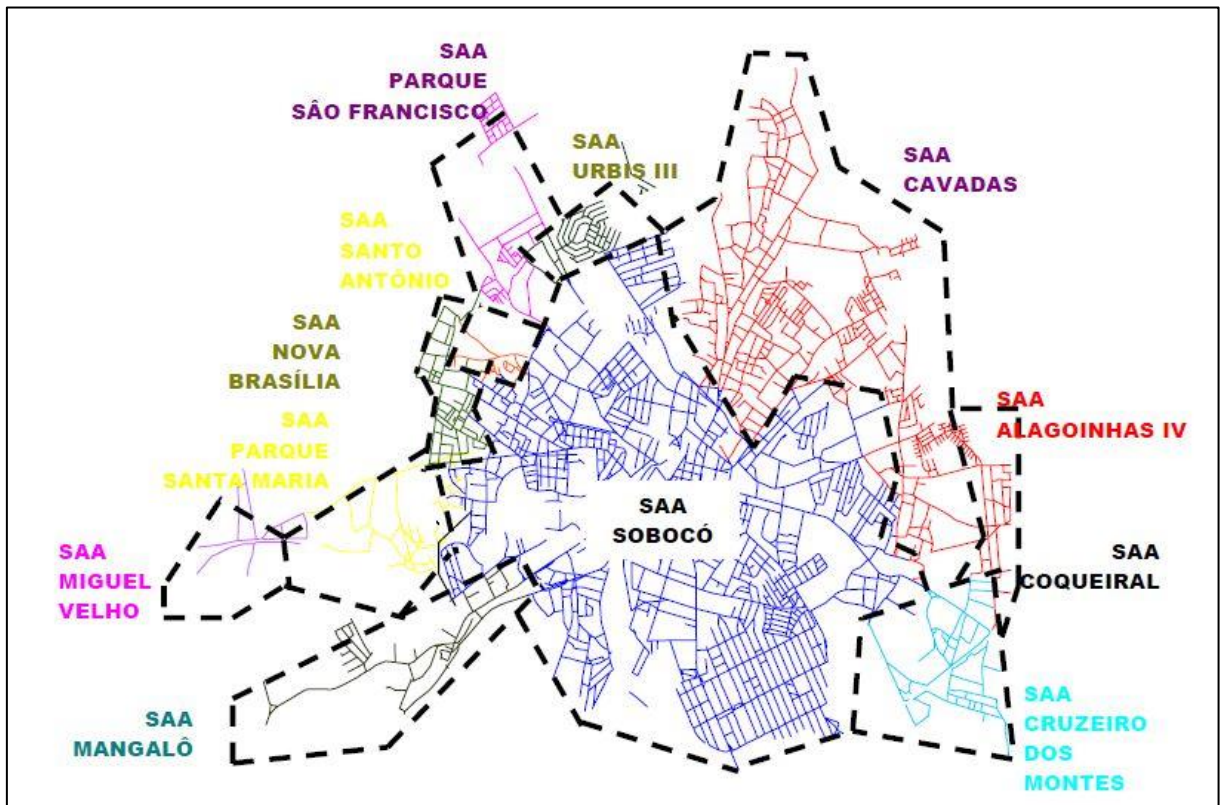 SAA
PARQUE
SÂO FRANCISCO
SAA
URBIS III
SAA
CAVADAS
SAA
SANTO
ANTÔNIO
SAA
NOVA
BRASÍLIA
SAA
PARQUE
SANTA MARIA
SAA
ALAGOINHAS IV
SAA
SOBOCÓ
SAA
MIGUEL
VELHO
SAA
COQUEIRAL
SAA
MANGALÔ
SAA
CRUZEIRO
DOS
MONTES